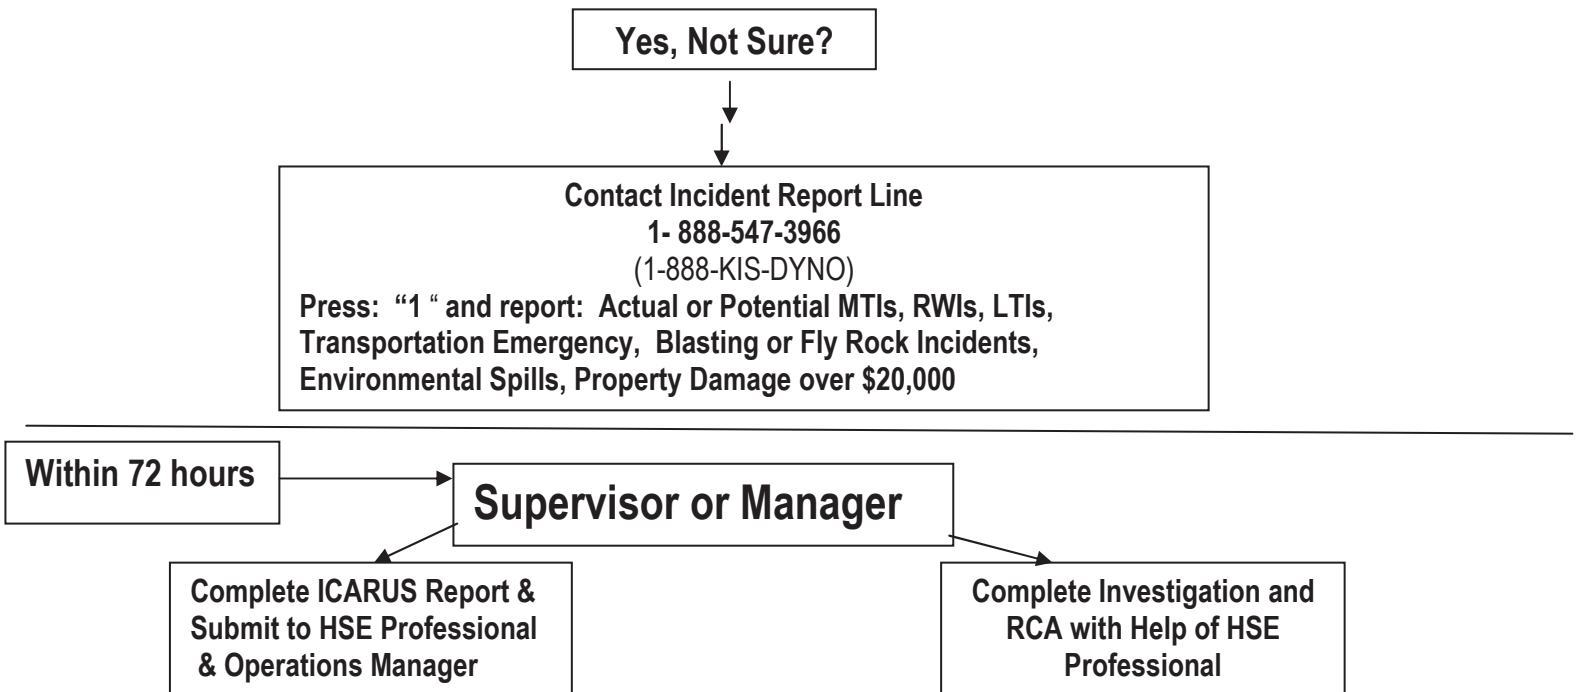 Yes, Not Sure?
Contact Incident Report Line
1- 888-547-3966
(1-888-KIS-DYNO)
Press: “1 “ and report: Actual or Potential MTIs, RWIs, LTIs,
Transportation Emergency, Blasting or Fly Rock Incidents,
Environmental Spills, Property Damage over $20,000
Within 72 hours
Supervisor or Manager
Complete ICARUS Report &
Submit to HSE Professional
& Operations Manager
Complete Investigation and
RCA with Help of HSE
Professional